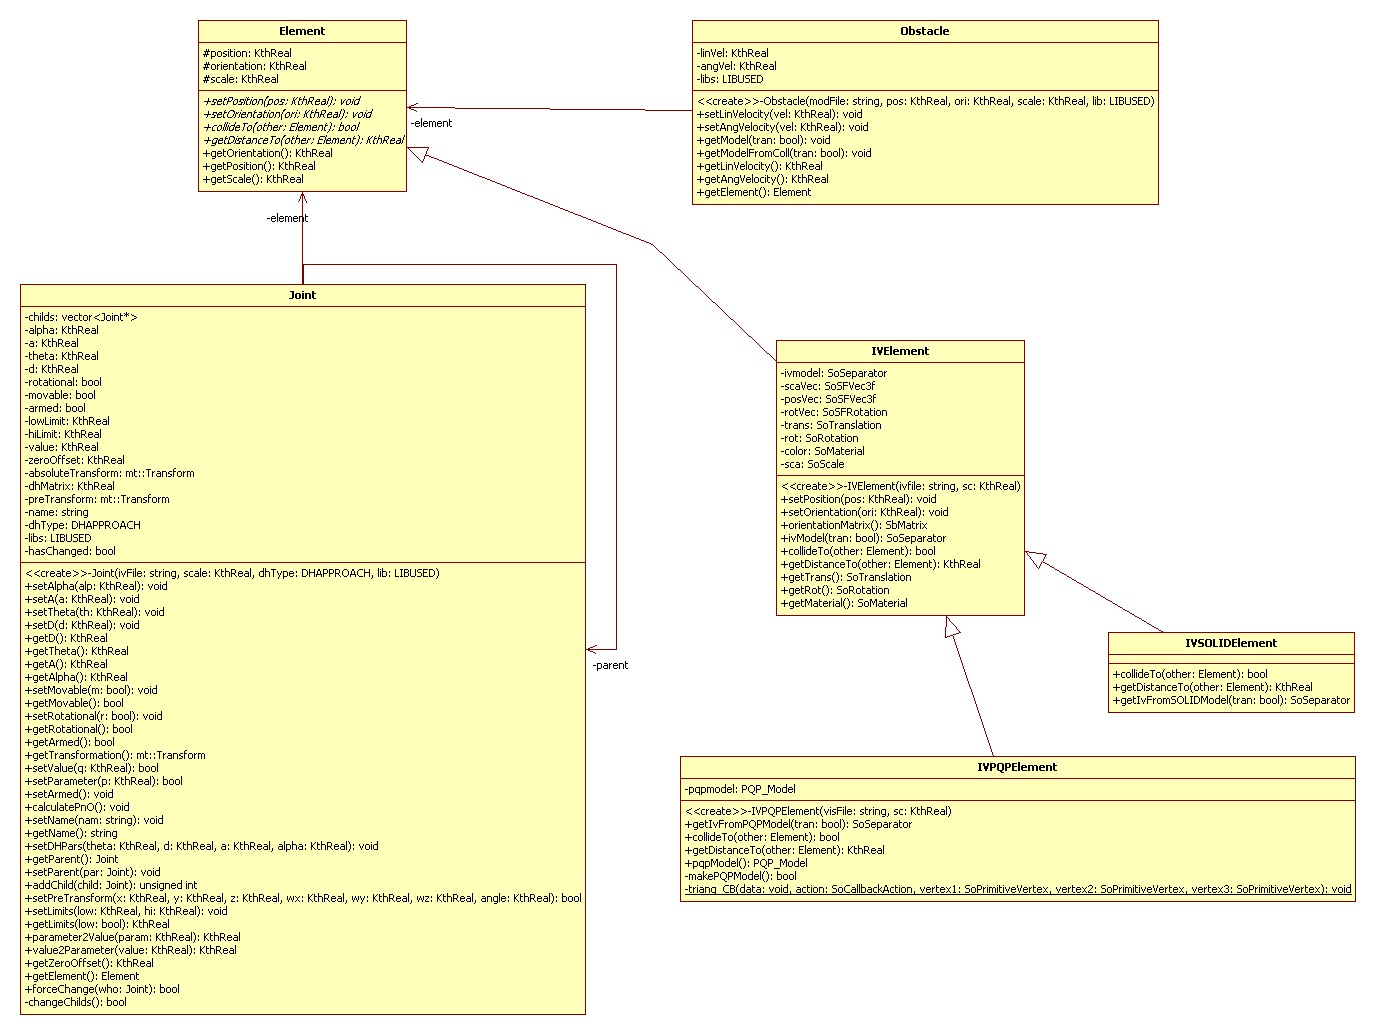 Element
#position: KthReal
#orientation: KthReal
#scale: KthReal
+setPosition(pos: KthReal): void
+setOrientation(ori: KthReal): void
+collideTo(other: Element): bool
+getDistanceTo(other: Element): KthReal
+getOrientation(): KthReal
+getPosition(): KthReal
+getScale(): KthReal
Obstacle
-linVel: KthReal
-angVel: KthReal
-libs: LIBUSED
<<create>>-Obstacle(modFile: string, pos: KthReal, ori: KthReal, scale: KthReal, lib: LIBUSED)
+setLinVelocity(vel: KthReal): void
+setAngVelocity(vel: KthReal): void
+getModel(tran: bool): void
+getModelFromColl(tran: bool): void
+getLinVelocity(): KthReal
+getAngVelocity(): KthReal
+getElement(): Element
-element
-element
Joint
-childs: vector<Joint*>
-alpha: KthReal
-a: KthReal
-theta: KthReal
-d: KthReal
-rotational: bool
-movable: bool
-armed: bool
-lowLimit: KthReal
-hiLimit: KthReal
-value: KthReal
-zeroOffset: KthReal
-absoluteTransform: mt::Transform
-dhMatrix: KthReal
-preTransform: mt::Transform
-name: string
-dhType: DHAPPROACH
-libs: LIBUSED
-hasChanged: bool
<<create>>-Joint(ivFile: string, scale: KthReal, dhType: DHAPPROACH, lib: LIBUSED)
+setAlpha(alp: KthReal): void
+setA(a: KthReal): void
+setTheta(th: KthReal): void
+setD(d: KthReal): void
+getD(): KthReal
+getTheta(): KthReal
+getA(): KthReal
+getAlpha(): KthReal
+setMovable(m: bool): void
+getMovable(): bool
+setRotational(r: bool): void
+getRotational(): bool
+getArmed(): bool
+getTransformation(): mt::Transform
+setValue(q: KthReal): bool
+setParameter(p: KthReal): bool
+setArmed(): void
+calculatePnO(): void
+setName(nam: string): void
+getName(): string
+setDHPars(theta: KthReal, d: KthReal, a: KthReal, alpha: KthReal): void
+getParent(): Joint
+setParent(par: Joint): void
+addChild(child: Joint): unsigned int
+setPreTransform(x: KthReal, y: KthReal, z: KthReal, wx: KthReal, wy: KthReal, wz: KthReal, angle: KthReal): bool
+setLimits(low: KthReal, hi: KthReal): void
+getLimits(low: bool): KthReal
+parameter2Value(param: KthReal): KthReal
+value2Parameter(value: KthReal): KthReal
+getZeroOffset(): KthReal
+getElement(): Element
+forceChange(who: Joint): bool
-changeChilds(): bool
-parent
IVElement
-ivmodel: SoSeparator
-scaVec: SoSFVec3f
-posVec: SoSFVec3f
-rotVec: SoSFRotation
-trans: SoTranslation
-rot: SoRotation
-color: SoMaterial
-sca: SoScale
<<create>>-IVElement(ivfile: string, sc: KthReal)
+setPosition(pos: KthReal): void
+setOrientation(ori: KthReal): void
+orientationMatrix(): SbMatrix
+ivModel(tran: bool): SoSeparator
+collideTo(other: Element): bool
+getDistanceTo(other: Element): KthReal
+getTrans(): SoTranslation
+getRot(): SoRotation
+getMaterial(): SoMaterial
IVSOLIDElement
+collideTo(other: Element): bool
+getDistanceTo(other: Element): KthReal
+getIvFromSOLIDModel(tran: bool): SoSeparator
IVPQPElement
-pqpmodel: PQP_Model
<<create>>-IVPQPElement(visFile: string, sc: KthReal)
+getIvFromPQPModel(tran: bool): SoSeparator
+collideTo(other: Element): bool
+getDistanceTo(other: Element): KthReal
+pqpModel(): PQP_Model
-makePQPModel(): bool
-triang_CB(data: void, action: SoCallbackAction, vertex1: SoPrimitiveVertex, vertex2: SoPrimitiveVertex, vertex3: SoPrimitiveVertex): void